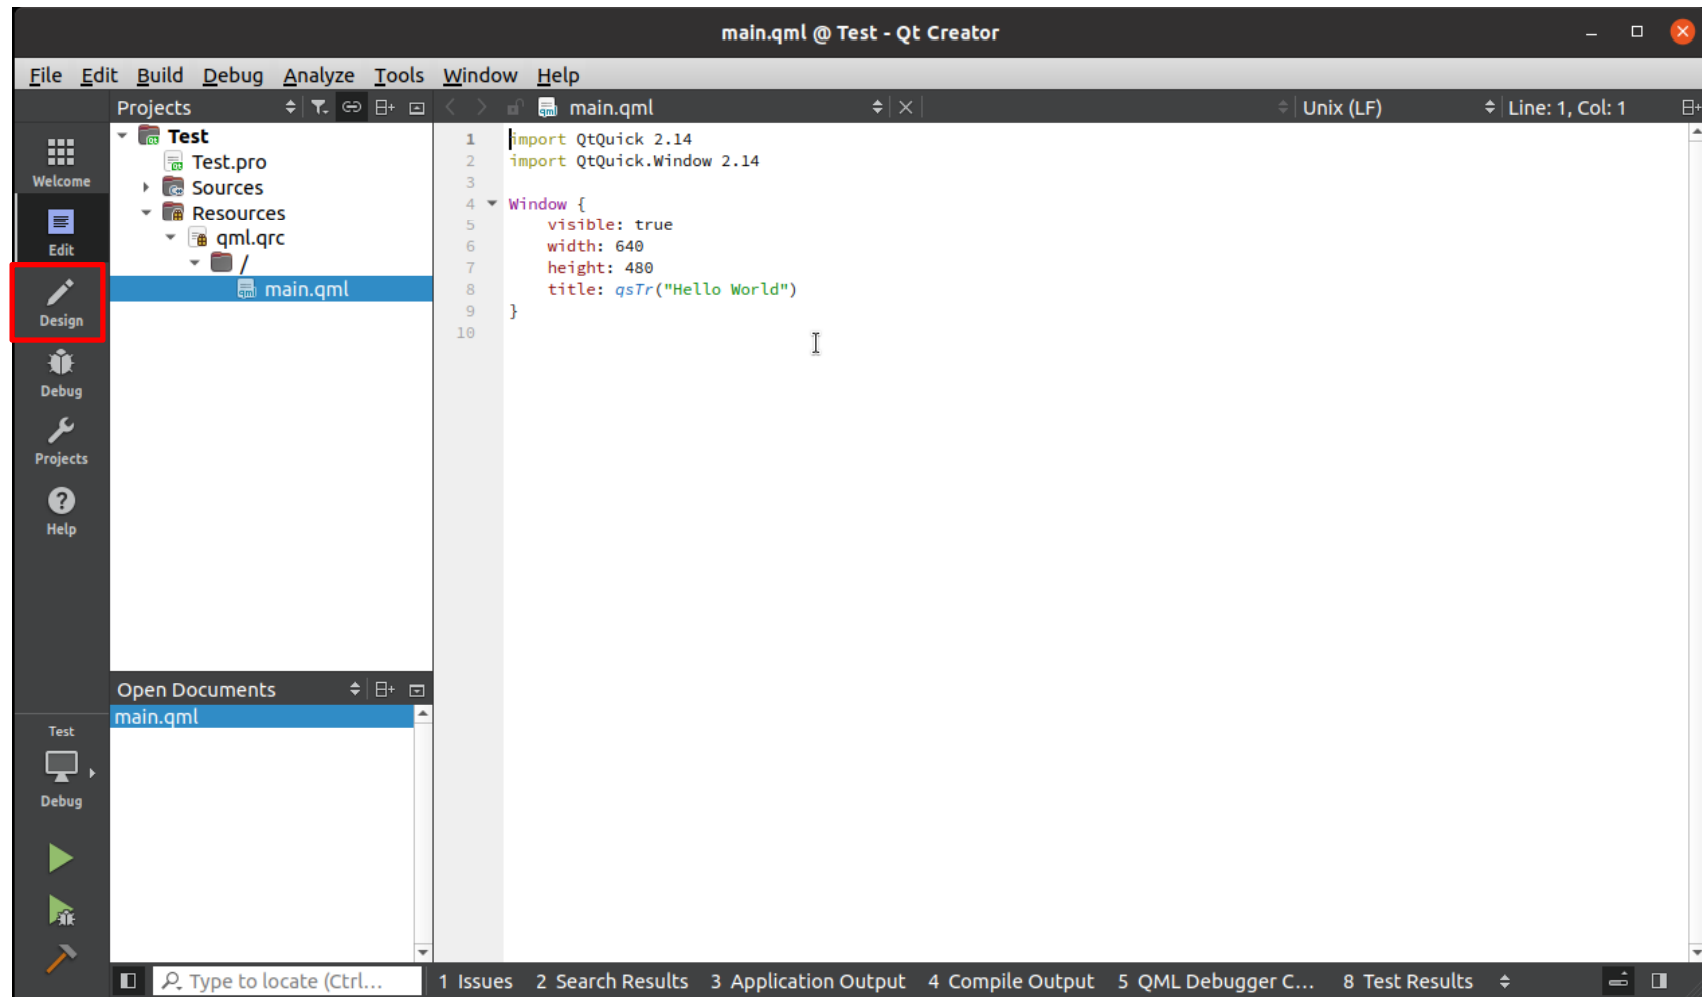 main.qml @ Test - Qt Creator
File Edit Build Debug Analyze Tools Window Help
Projects
main.qml
Unix (LF)
Line: 1, Col: 1
Welcome
Edit
Design
Debug
Projects
Help
Test
Test.pro
Sources
Resources
qml.qrc
/
main.qml
1 import QtQuick 2.14
2 import QtQuick.Window 2.14
3
4 Window {
5 visible: true
6 width: 640
7 height: 480
8 title: qsTr("Hello World")
9 }
10
Open Documents
main.qml
Test
Debug
Type to locate (Ctrl...
1 Issues
2 Search Results
3 Application Output
4 Compile Output
5 QML Debugger C...
8 Test Results